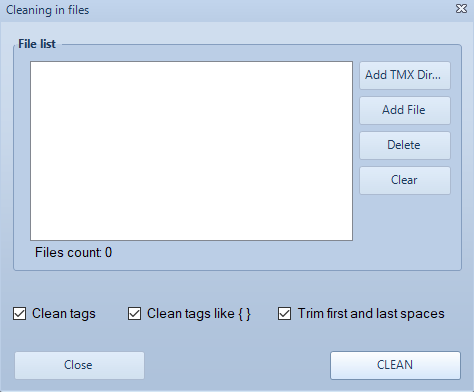 Cleaning in files
File list
Add TMX Dir...
Add File
Delete
Clear
Files count: 0
Clean tags
Clean tags like { }
Trim first and last spaces
Close
CLEAN